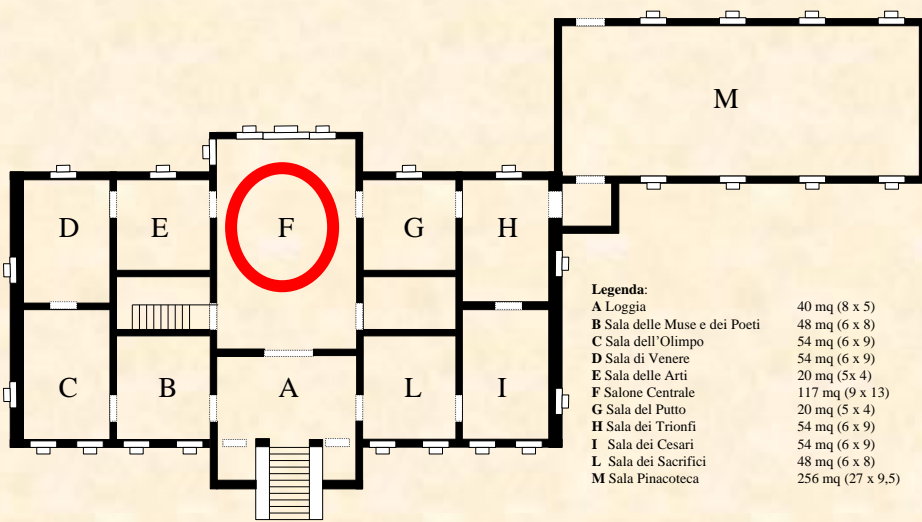 M
D
E
F
G
H
C
B
A
L
I
Legenda:
A Loggia 40 mq (8 x 5)
B Sala delle Muse e dei Poeti 48 mq (6 x 8)
C Sala dell'Olimpo 54 mq (6 x 9)
D Sala di Venere 54 mq (6 x 9)
E Sala delle Arti 20 mq (5x 4)
F Salone Centrale 117 mq (9 x 13)
G Sala del Putto 20 mq (5 x 4)
H Sala dei Trionfi 54 mq (6 x 9)
I Sala dei Cesari 54 mq (6 x 9)
L Sala dei Sacrifici 48 mq (6 x 8)
M Sala Pinacoteca 256 mq (27 x 9,5)